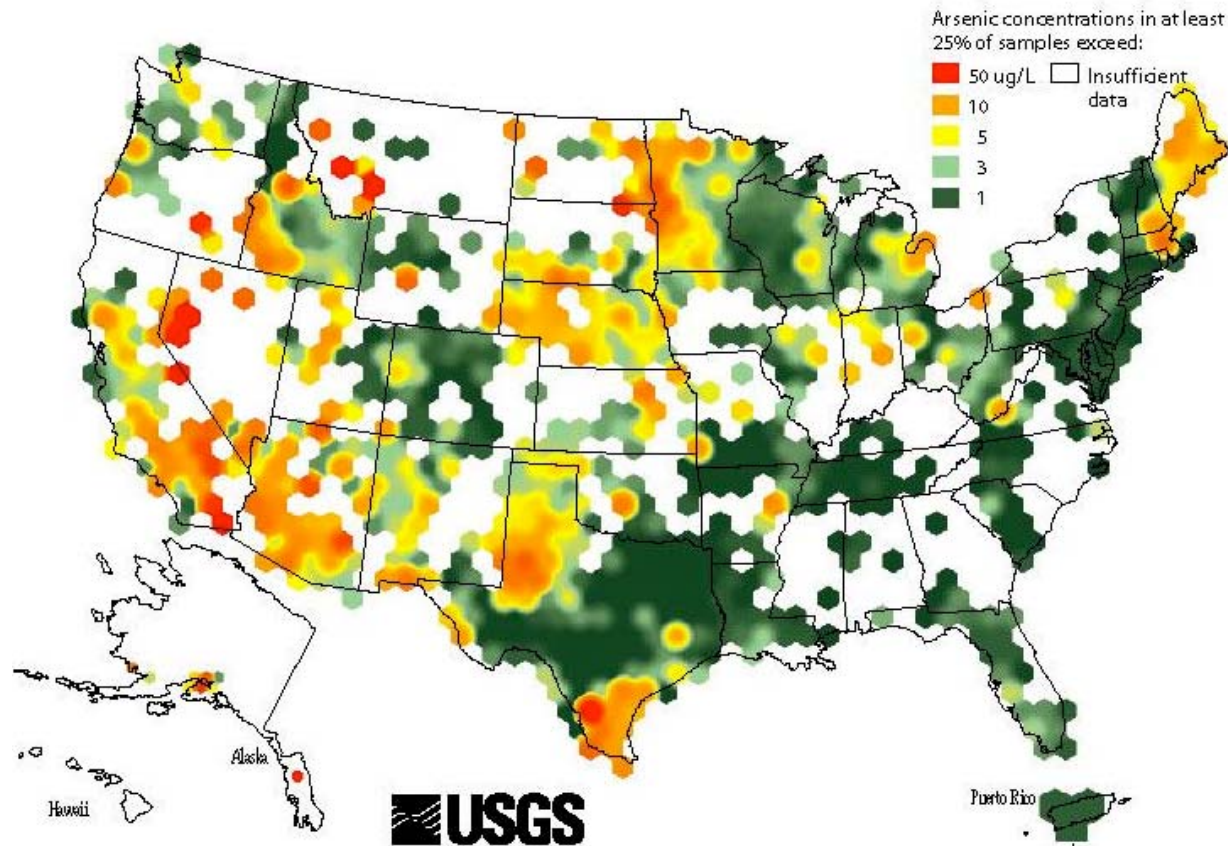 Arsenic concentrations in at least
25% of samples exceed:
50 ug/L Insufficient
data
10
5
3
1
Alaska
Hawaii
USGS
Puerto Rico